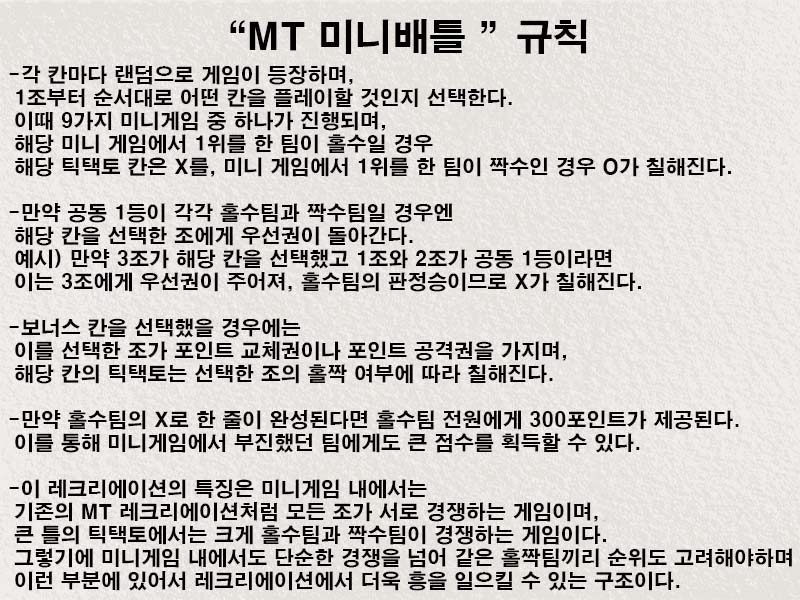 “MT 미니배틀 ” 규칙
-각 칸마다 랜덤으로 게임이 등장하며,
1조부터 순서대로 어떤 칸을 플레이할 것인지 선택한다.
이때 9가지 미니게임 중 하나가 진행되며,
해당 미니 게임에서 1위를 한 팀이 홀수일 경우
해당 틱택토 칸은 X를, 미니 게임에서 1위를 한 팀이 짝수인 경우 O가 칠해진다.
-만약 공동 1등이 각각 홀수팀과 짝수팀일 경우엔
해당 칸을 선택한 조에게 우선권이 돌아간다.
예시) 만약 3조가 해당 칸을 선택했고 1조와 2조가 공동 1등이라면
이는 3조에게 우선권이 주어져, 홀수팀의 판정승이므로 X가 칠해진다.
-보너스 칸을 선택했을 경우에는
이를 선택한 조가 포인트 교체권이나 포인트 공격권을 가지며,
해당 칸의 틱택토는 선택한 조의 홀짝 여부에 따라 칠해진다.
-만약 홀수팀의 X로 한 줄이 완성된다면 홀수팀 전원에게 300포인트가 제공된다.
이를 통해 미니게임에서 부진했던 팀에게도 큰 점수를 획득할 수 있다.
-이 레크리에이션의 특징은 미니게임 내에서는
기존의 MT 레크리에이션처럼 모든 조가 서로 경쟁하는 게임이며,
큰 틀의 틱택토에서는 크게 홀수팀과 짝수팀이 경쟁하는 게임이다.
그렇기에 미니게임 내에서도 단순한 경쟁을 넘어 같은 홀짝팀끼리 순위도 고려해야하며
이런 부분에 있어서 레크리에이션에서 더욱 흥을 일으킬 수 있는 구조이다.